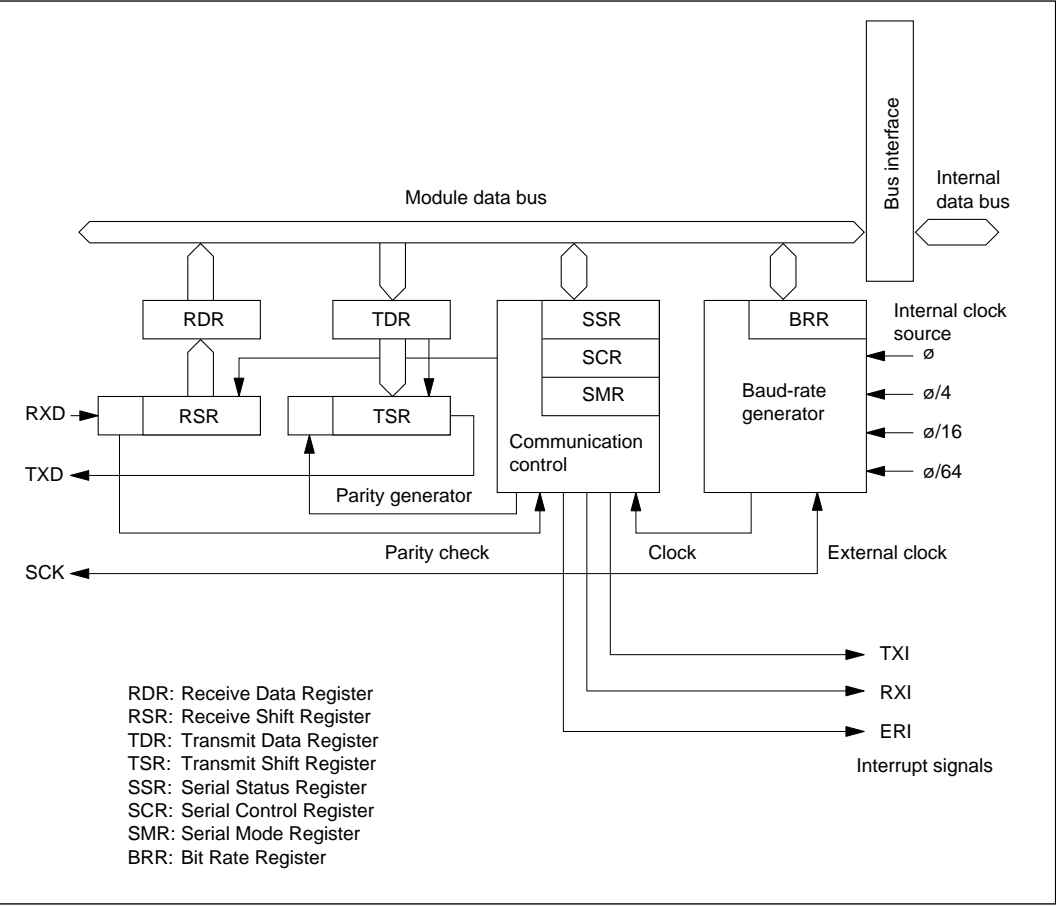 Bus interface
Internal
data bus
Module data bus
RDR
TDR
SSR
BRR
Internal clock
source
SCR
ø
SMR
Baud-rate
generator
ø/4
RXD
RSR
TSR
ø/16
Communication
control
TXD
ø/64
Parity generator
Parity check
Clock
External clock
SCK
TXI
RXI
ERI
Interrupt signals
RDR: Receive Data Register
RSR: Receive Shift Register
TDR: Transmit Data Register
TSR: Transmit Shift Register
SSR: Serial Status Register
SCR: Serial Control Register
SMR: Serial Mode Register
BRR: Bit Rate Register